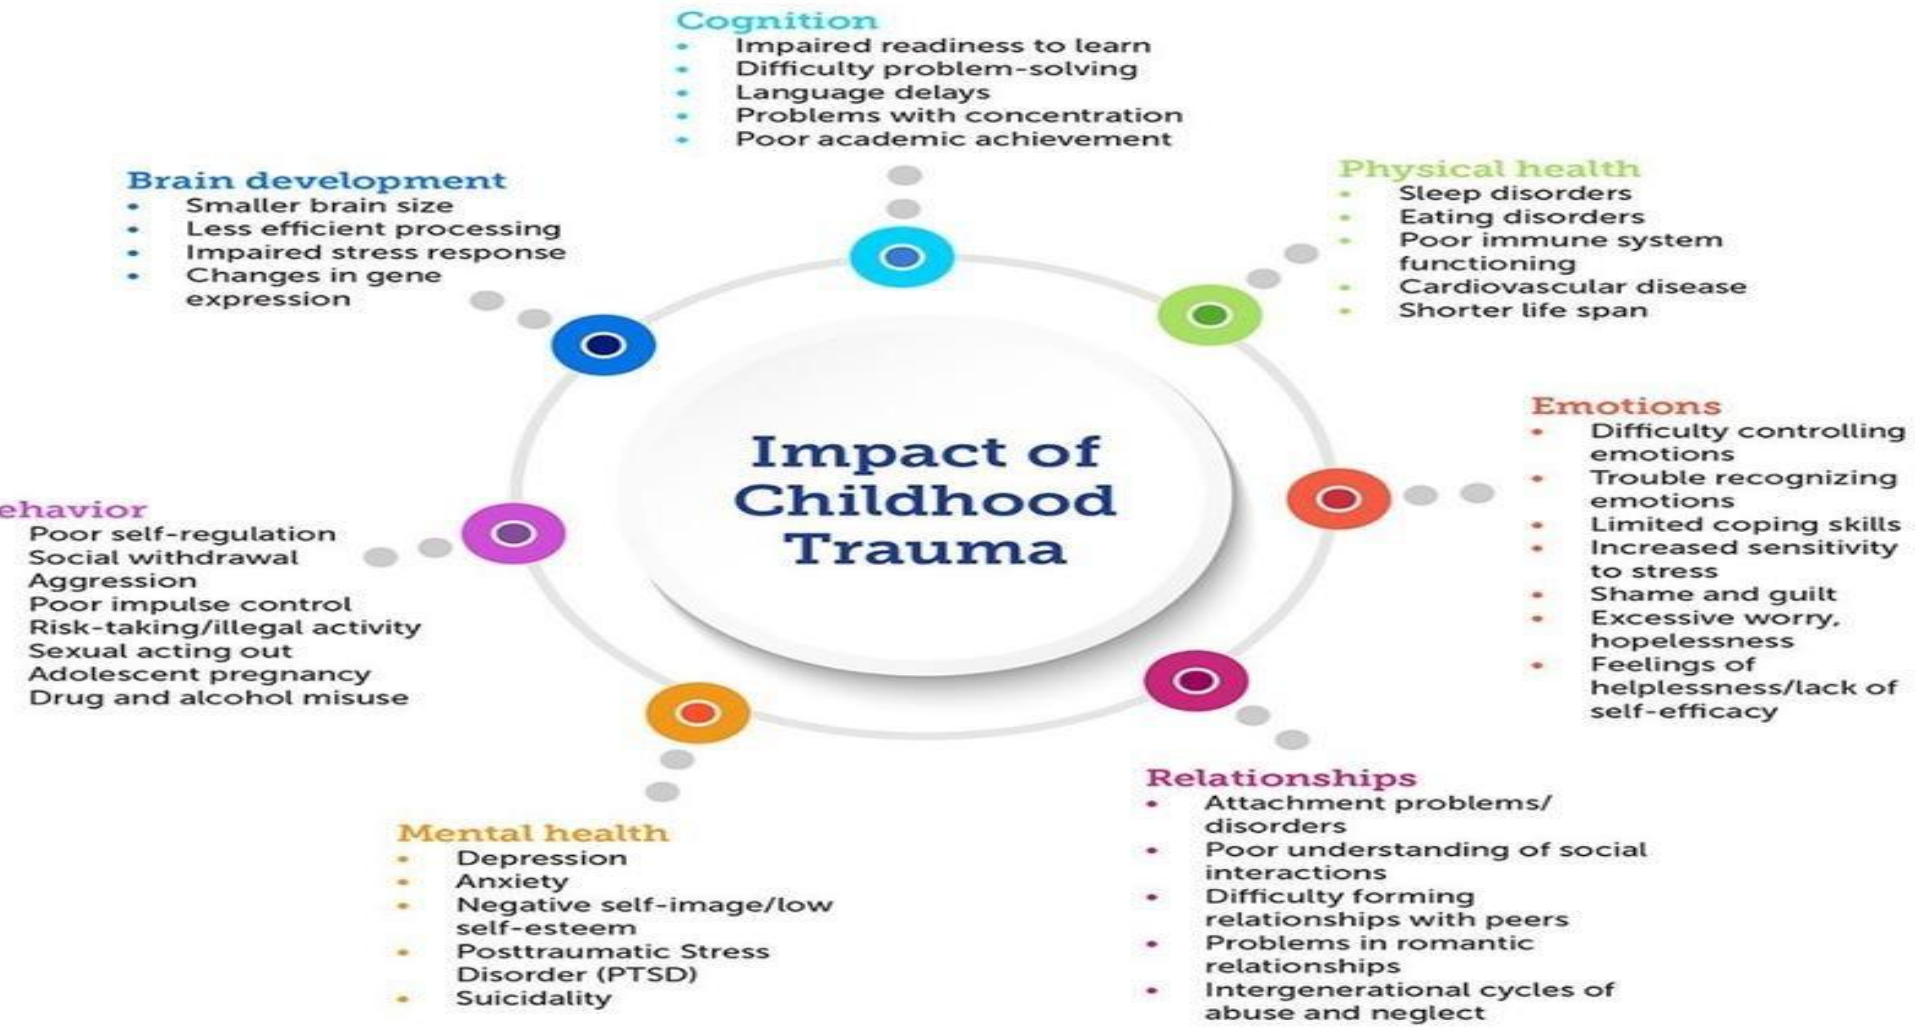 Cognition
Impaired readiness to learn
Difficulty problem-solving
Language delays
Problems with concentration
Poor academic achievement
Brain development
Smaller brain size
Less efficient processing
Impaired stress response
Changes in gene
expression
Physical health
Sleep disorders
Eating disorders
Poor immune system
functioning
Cardiovascular disease
Shorter life span
Impact of
Childhood
Trauma
Emotions
Difficulty controlling
emotions
Trouble recognizing
emotions
Limited coping skills
Increased sensitivity
to stress
Shame and guilt
Excessive worry,
hopelessness
Feelings of
helplessness/lack of
self-efficacy
ehavior
Poor self-regulation
Social withdrawal
Aggression
Poor impulse control
Risk-taking/illegal activity
Sexual acting out
Adolescent pregnancy
Drug and alcohol misuse
Mental health
Depression
Anxiety
Negative self-image/low
self-esteem
Posttraumatic Stress
Disorder (PTSD)
Suicidality
Relationships
Attachment problems/
disorders
Poor understanding of social
interactions
Difficulty forming
relationships with peers
Problems in romantic
relationships
Intergenerational cycles of
abuse and neglect